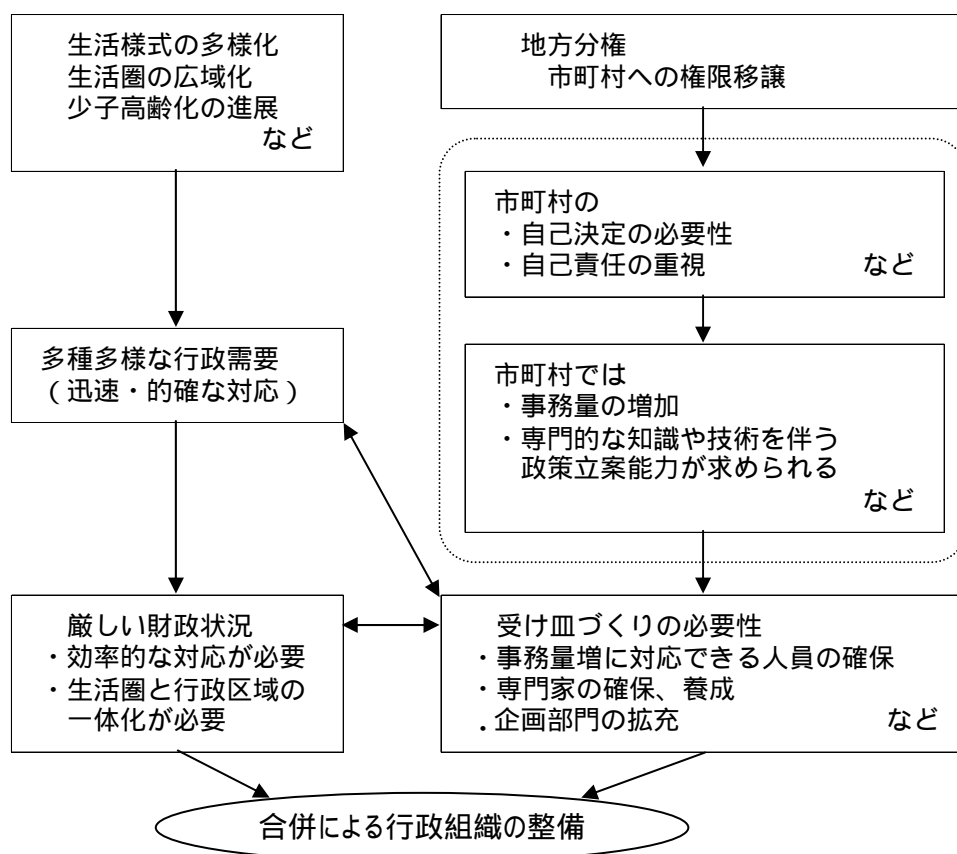 生活様式の多様化
生活圏の広域化
少子高齢化の進展
など
地方分権
市町村への権限移譲
市町村の
・自己決定の必要性
・自己責任の重視 など
多種多様な行政需要
(迅速・的確な対応)
市町村では
・事務量の増加
・専門的な知識や技術を伴う
政策立案能力が求められる
など
厳しい財政状況
・効率的な対応が必要
・生活圏と行政区域の
一体化が必要
受け皿づくりの必要性
・事務量増に対応できる人員の確保
・専門家の確保、養成
.企画部門の拡充 など
合併による行政組織の整備